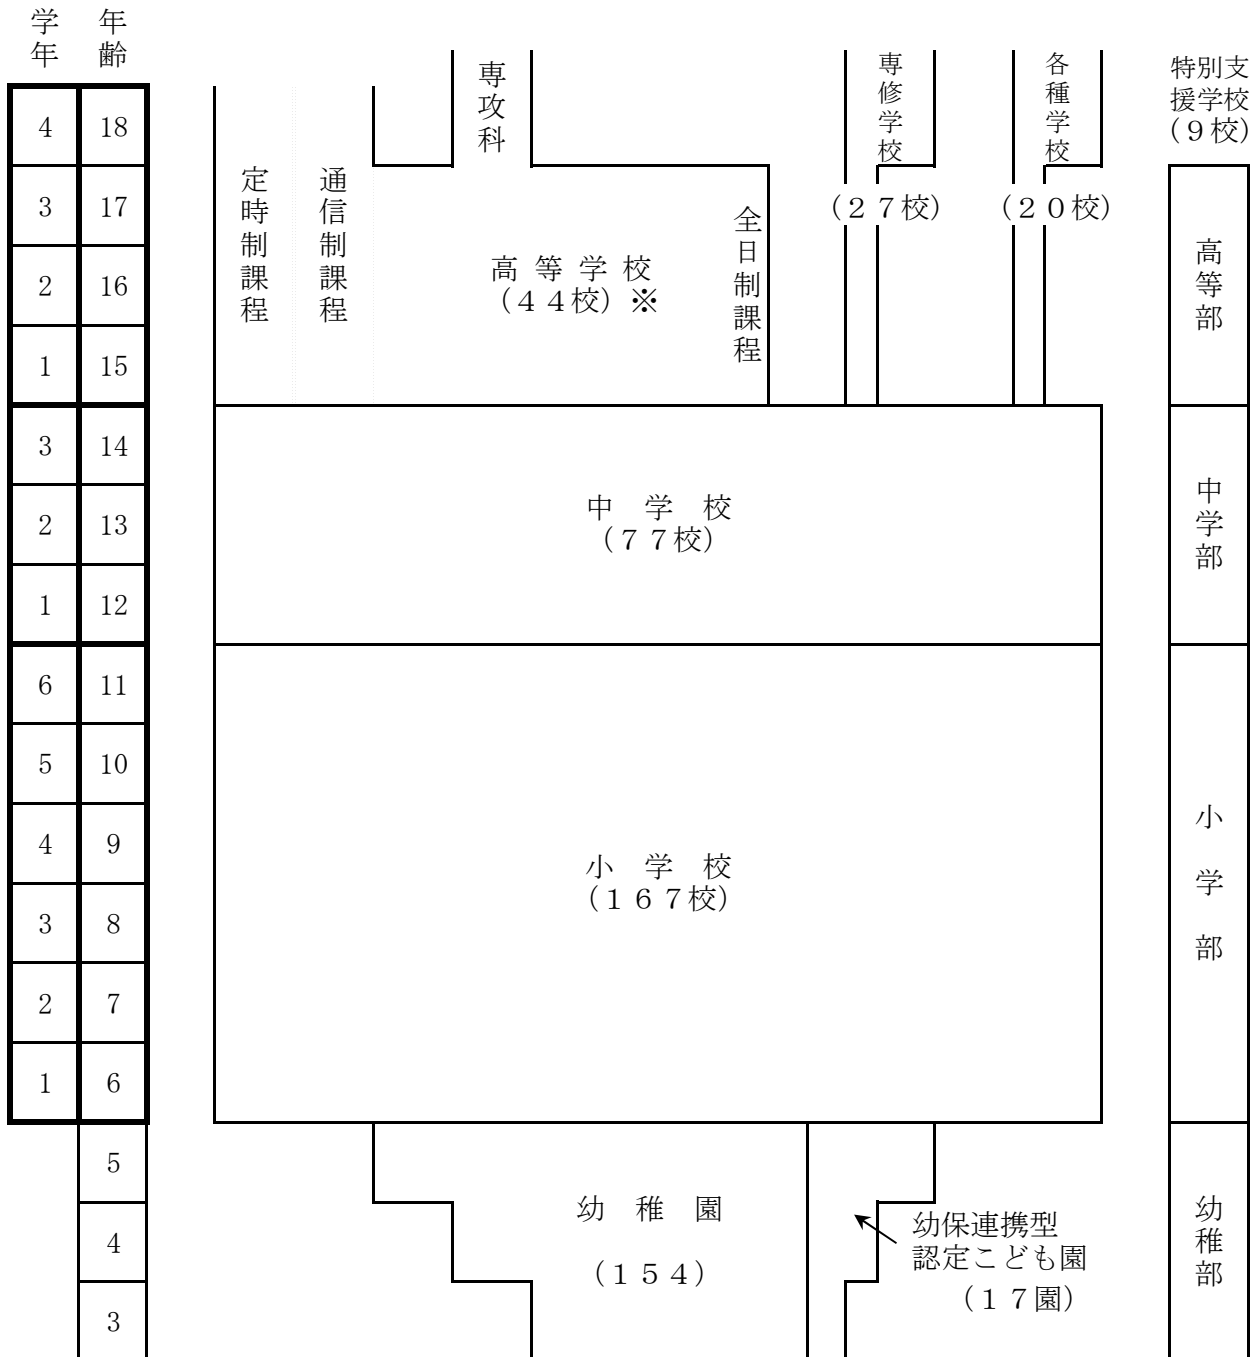 学年
年齢
専攻科
専修学校
各種学校
特別支
援学校
（９校）
4 18
3 17
2 16
1 15
3 14
2 13
1 12
6 11
5 10
4 9
3 8
2 7
1 6
5
4
3
定時制課程
通信制課程
高等学校
（４４校）※
全日制課程
（２７校）
（２０校）
高等部
中学校
（７７校）
中学部
小学校
（１６７校）
小学部
幼稚園
（１５４）
幼保連携型
認定こども園
（１７園）
幼稚部